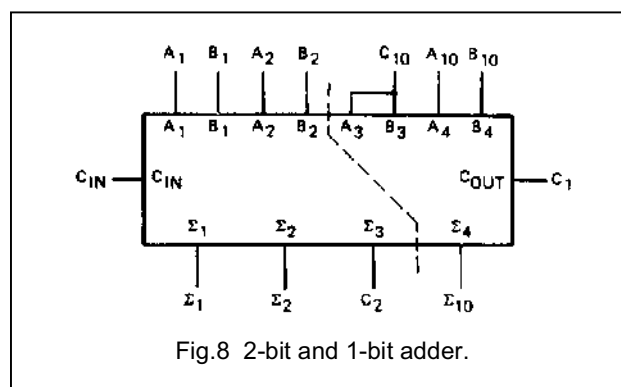 A1 B1 A2 B2 C10 A10 B10
A1 B1 A2 B2 A3 B3 A4 B4
CIN CIN COUT C1
Σ1 Σ2 Σ3 Σ4
Σ1 Σ2 C2 Σ10
Fig.8 2-bit and 1-bit adder.